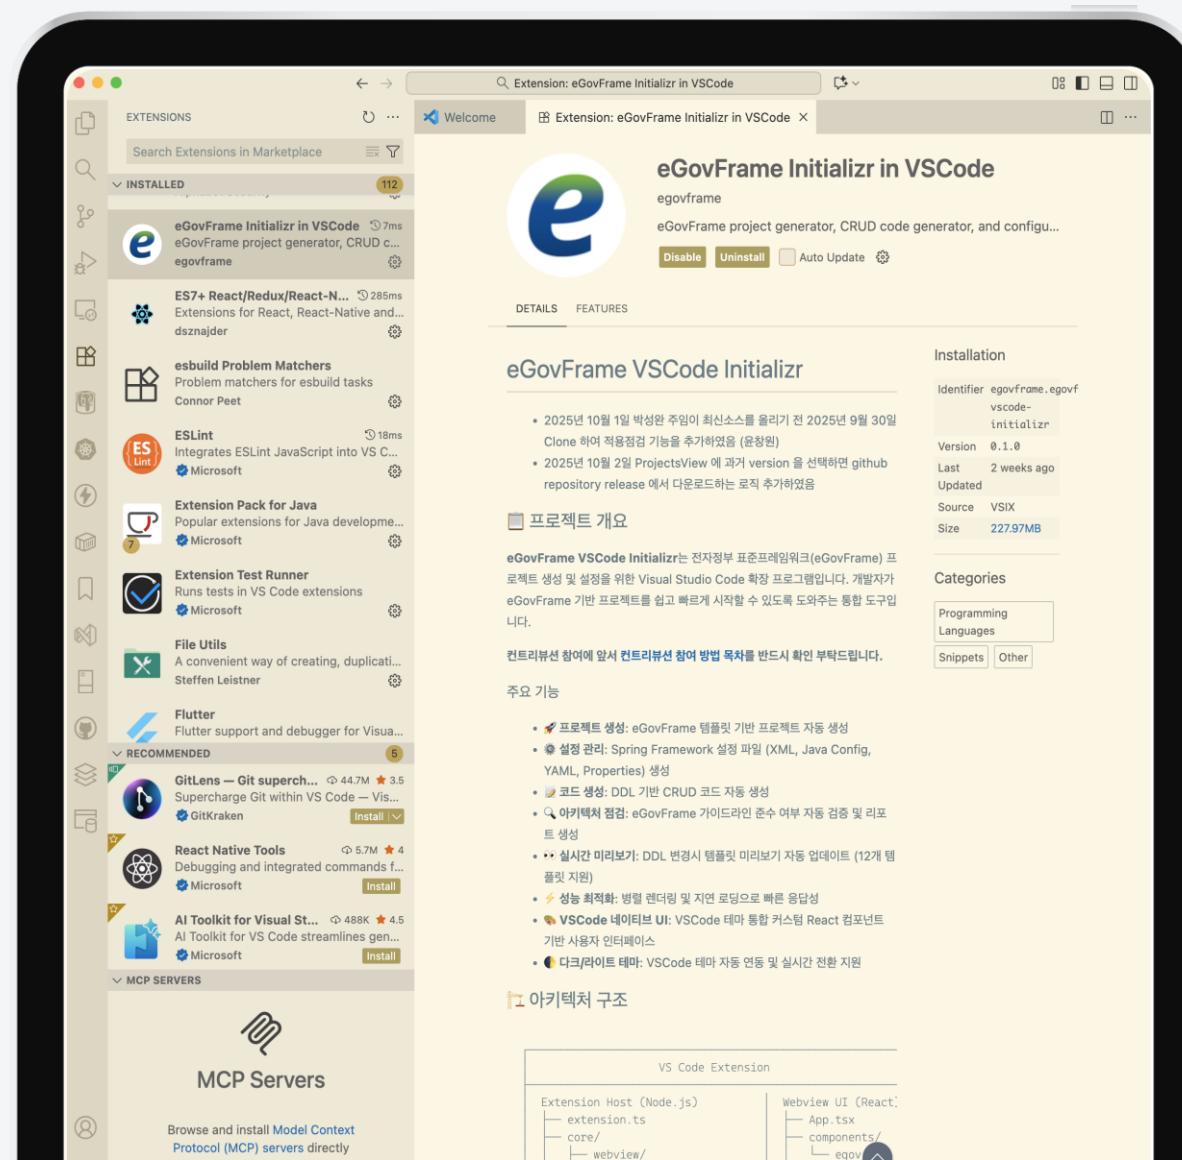 Extension: eGovFrame Initializr in VSCode
EXTENSIONS
Welcome
Extension: eGovFrame Initializr in VSCode
Search Extensions in Marketplace
INSTALLED
112
eGovFrame Initializr in VSCode 7ms
eGovFrame project generator, CRUD c...
egovframe
ES7+ React/Redux/React-N... 285ms
Extensions for React, React-Native and...
dsznajder
esbuild Problem Matchers
Problem matchers for esbuild tasks
Connor Peet
ES
Lint
ESLint 18ms
Integrates ESLint JavaScript into VS C...
Microsoft
Extension Pack for Java
Popular extensions for Java developme...
7
Microsoft
Extension Test Runner
Runs tests in VS Code extensions
Microsoft
File Utils
A convenient way of creating, duplicati...
Steffen Leistner
Flutter
Flutter support and debugger for Visua...
RECOMMENDED
5
GitLens — Git superch... 44.7M 3.5
Supercharge Git within VS Code — Vis...
GitKraken
Install
React Native Tools 5.7M 4
Debugging and integrated commands f...
Microsoft
Install
AI Toolkit for Visual St... 488K 4.5
AI Toolkit for VS Code streamlines gen...
Microsoft
Install
MCP SERVERS
MCP Servers
Browse and install Model Context
Protocol (MCP) servers directly
e
eGovFrame Initializr in VSCode
egovframe
eGovFrame project generator, CRUD code generator, and configu...
Disable
Uninstall
Auto Update
DETAILS
FEATURES
eGovFrame VSCode Initializr
• 2025년 10월 1일 박성완 주임이 최신소스를 올리기 전 2025년 9월 30일
Clone 하여 적용점검 기능을 추가하였음 (윤창원)
• 2025년 10월 2일 ProjectsView 에 과거 version 을 선택하면 github
repository release 에서 다운로드하는 로직 추가하였음
📋 프로젝트 개요
eGovFrame VSCode Initializr는 전자정부 표준프레임워크(eGovFrame) 프
로젝트 생성 및 설정을 위한 Visual Studio Code 확장 프로그램입니다. 개발자가
eGovFrame 기반 프로젝트를 쉽고 빠르게 시작할 수 있도록 도와주는 통합 도구입
니다.
컨트리뷰션 참여에 앞서 컨트리뷰션 참여 방법 목차를 반드시 확인 부탁드립니다.
주요 기능
• 🚀 프로젝트 생성: eGovFrame 템플릿 기반 프로젝트 자동 생성
• ⚙️ 설정 관리: Spring Framework 설정 파일 (XML, Java Config,
YAML, Properties) 생성
• 📝 코드 생성: DDL 기반 CRUD 코드 자동 생성
• 🔍 아키텍처 점검: eGovFrame 가이드라인 준수 여부 자동 검증 및 리포
트 생성
• 👀 실시간 미리보기: DDL 변경시 템플릿 미리보기 자동 업데이트 (12개 템
플릿 지원)
• ⚡ 성능 최적화: 병렬 렌더링 및 지연 로딩으로 빠른 응답성
• 🎨 VSCode 네이티브 UI: VSCode 테마 통합 커스텀 React 컴포넌트
기반 사용자 인터페이스
• 🌓 다크/라이트 테마: VSCode 테마 자동 연동 및 실시간 전환 지원
🏗️ 아키텍처 구조
VS Code Extension
Extension Host (Node.js)
├── extension.ts
├── core/
├── webview/
Webview UI (React)
├── App.tsx
├── components/
└── egov
Installation
Identifier egovframe.egovf
vscode-
initializr
Version 0.1.0
Last 2 weeks ago
Updated
Source VSIX
Size 227.97MB
Categories
Programming
Languages
Snippets
Other